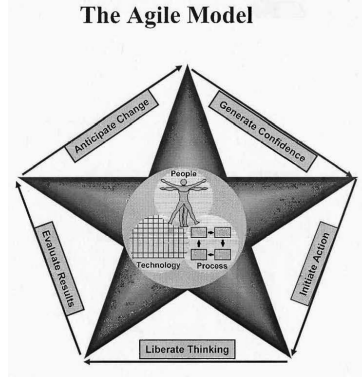 The Agile Model
Anticipate Change
Generate Confidence
People
Technology
Process
Evaluate Results
Initiate Action
Liberate Thinking